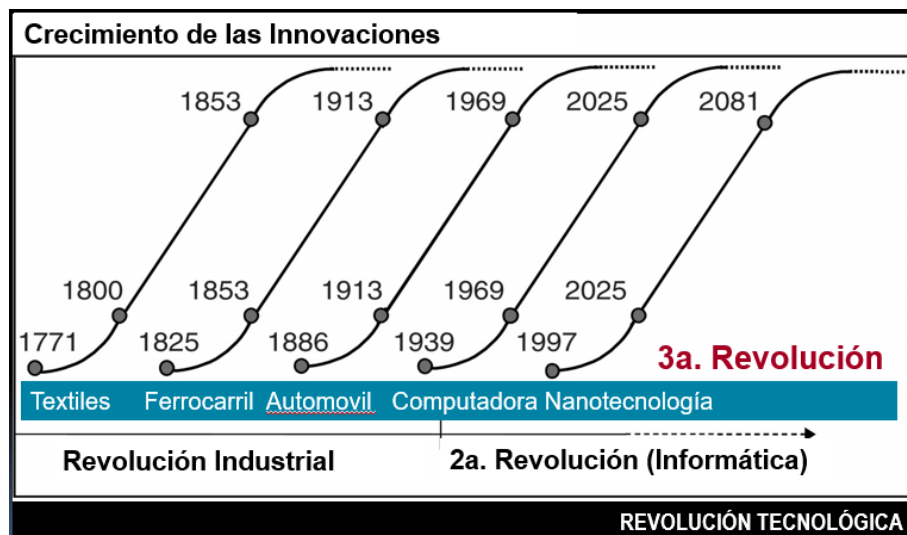 Crecimiento de las Innovaciones
1853 1913 1969 2025 2081
1800 1853 1913 1969 2025
1771 1825 1886 1939 1997
3a. Revolución
Textiles Ferrocarril Automovil Computadora Nanotecnología
Revolución Industrial 2a. Revolución (Informática)
REVOLUCIÓN TECNOLÓGICA